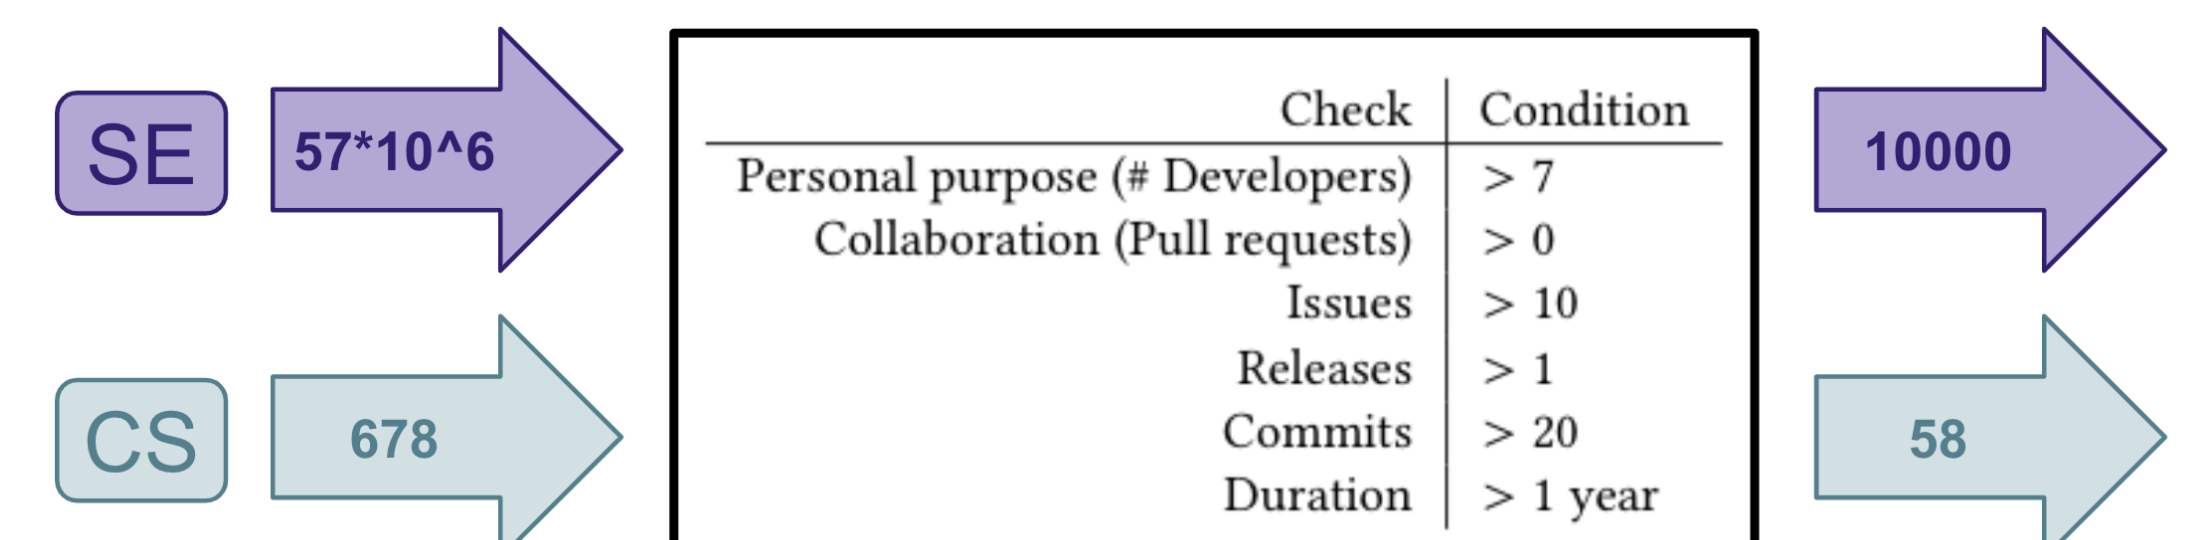 SE
57*10^6
Check Condition
Personal purpose (# Developers) > 7
Collaboration (Pull requests) > 0
Issues > 10
Releases > 1
Commits > 20
Duration > 1 year
10000
CS
678
58